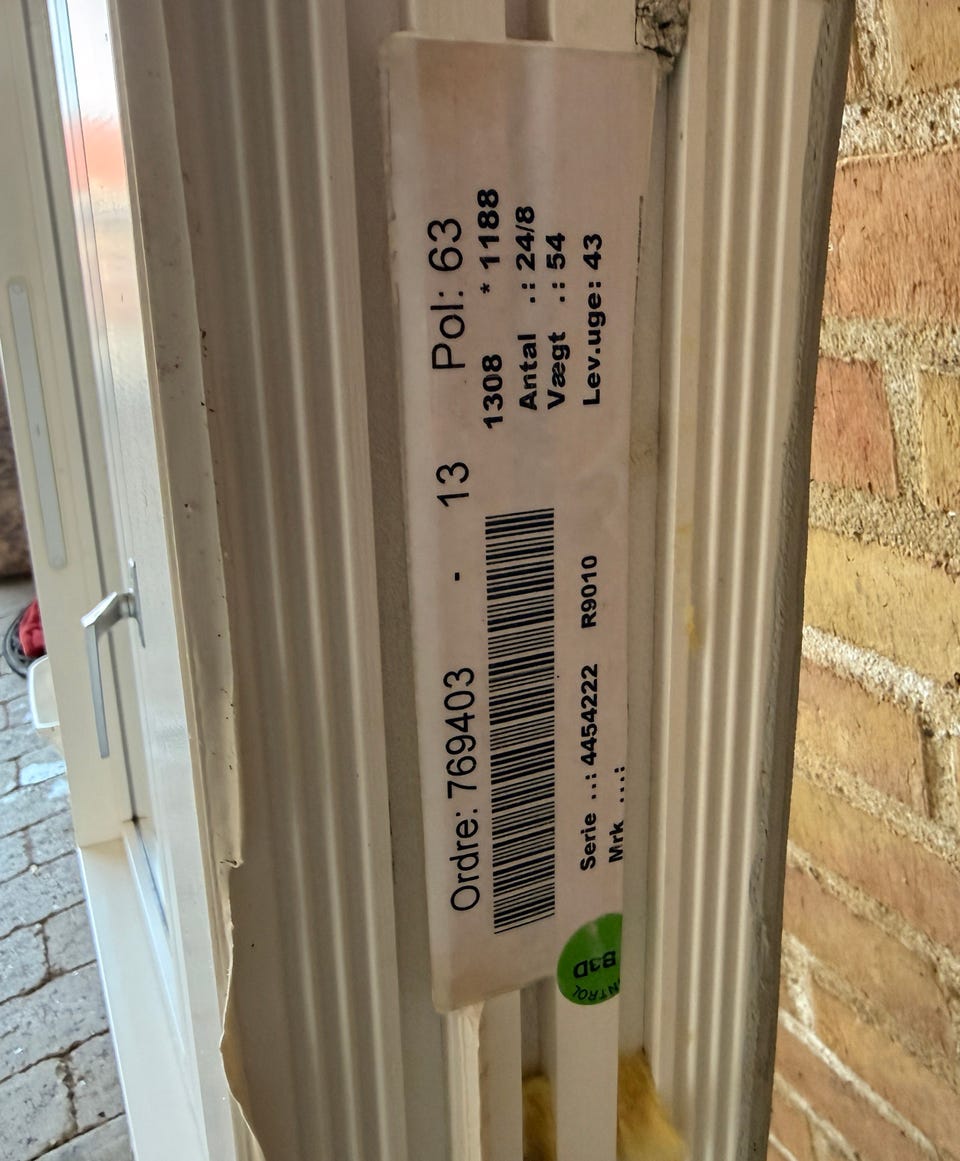 Ordre: 769403 - 13 Pol: 63
1308 * 1188
Antal .: 24/8
Vægt .: 54
Serie ..: 4454222 R9010 Lev.uge: 43
Mrk ...:
B3D